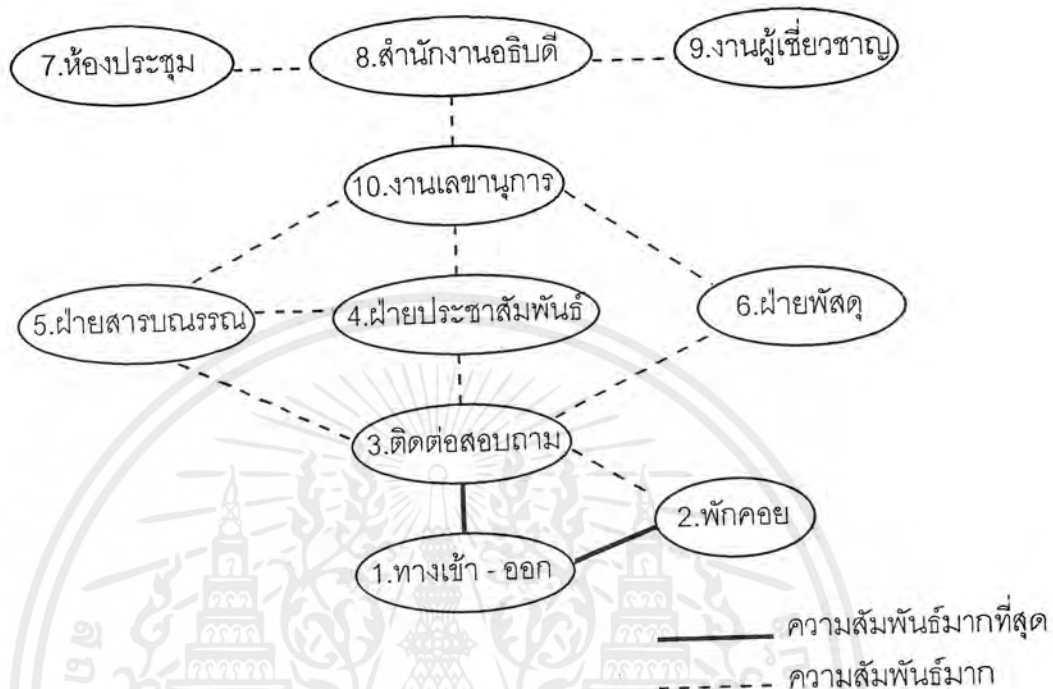 7.ห้องประชุม
8.สำนักงานอธิบดี
9.งานผู้เชี่ยวชาญ
10.งานเลขานุการ
5.ฝ่ายสารบณรรณ
4.ฝ่ายประชาสัมพันธ์
6.ฝ่ายพัสดุ
3.ติดต่อสอบถาม
2.พักคอย
1.ทางเข้า - ออก
ความสัมพันธ์มากที่สุด
ความสัมพันธ์มาก